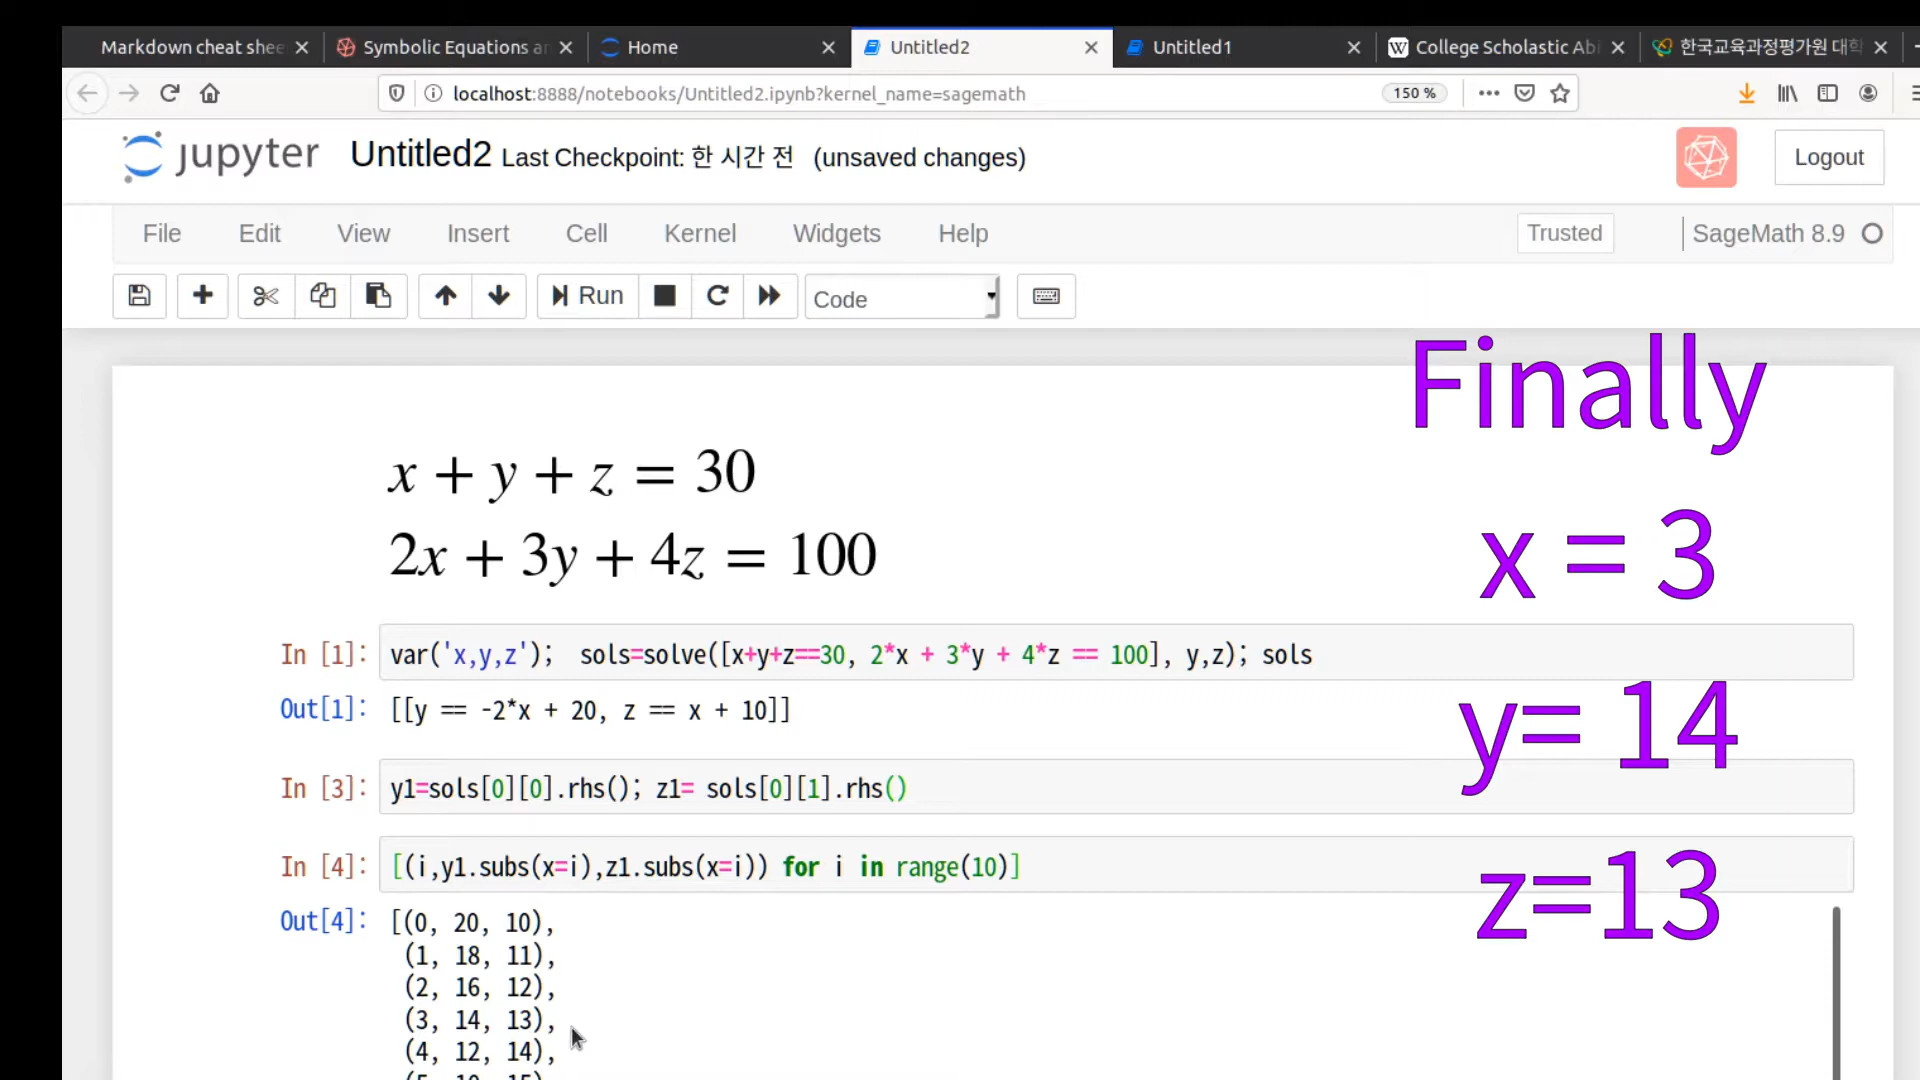 Markdown cheat shee
Symbolic Equations a
Home
Untitled2
Untitled1
College Scholastic Abi
한국교육과정평가원 대학
localhost:8888/notebooks/Untitled2.ipynb?kernel_name=sagemath
150 %
jupyter
Untitled2 Last Checkpoint: 한 시간 전 (unsaved changes)
Logout
File Edit View Insert Cell Kernel Widgets Help
Trusted
SageMath 8.9
Run
Code
Finally
x + y + z = 30
2x + 3y + 4z = 100
x = 3
In [1]: var('x,y,z'); sols=solve([x+y+z==30, 2*x + 3*y + 4*z == 100], y,z); sols
Out[1]: [[y == -2*x + 20, z == x + 10]]
y= 14
In [3]: y1=sols[0][0].rhs(); z1= sols[0][1].rhs()
In [4]: [(i,y1.subs(x=i),z1.subs(x=i)) for i in range(10)]
z=13
Out[4]: [(0, 20, 10),
(1, 18, 11),
(2, 16, 12),
(3, 14, 13),
(4, 12, 14),